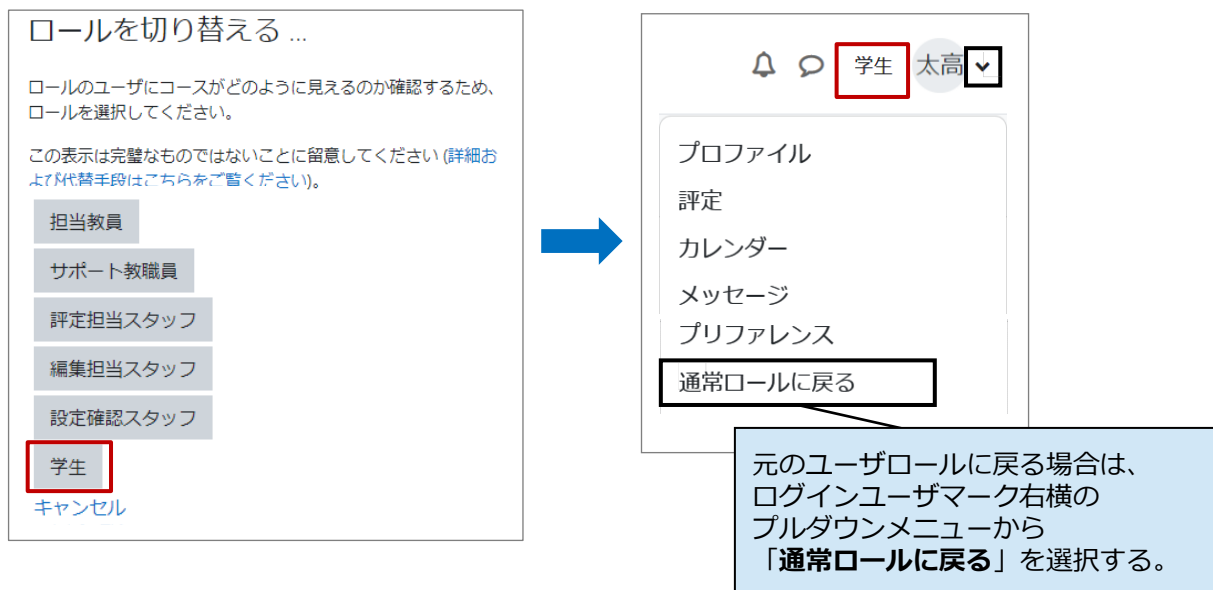 ロールを切り替える ...
ロールのユーザにコースがどのように見えるのか確認するため、
ロールを選択してください。
この表示は完璧なものではないことに留意してください (詳細お
よび代替手段はこちらをご覧ください)。
担当教員
サポート教職員
評定担当スタッフ
編集担当スタッフ
設定確認スタッフ
学生
キャンセル
学生 太高
プロファイル
評定
カレンダー
メッセージ
プリファレンス
通常ロールに戻る
元のユーザロールに戻る場合は、
ログインユーザマーク右横の
プルダウンメニューから
「通常ロールに戻る」を選択する。